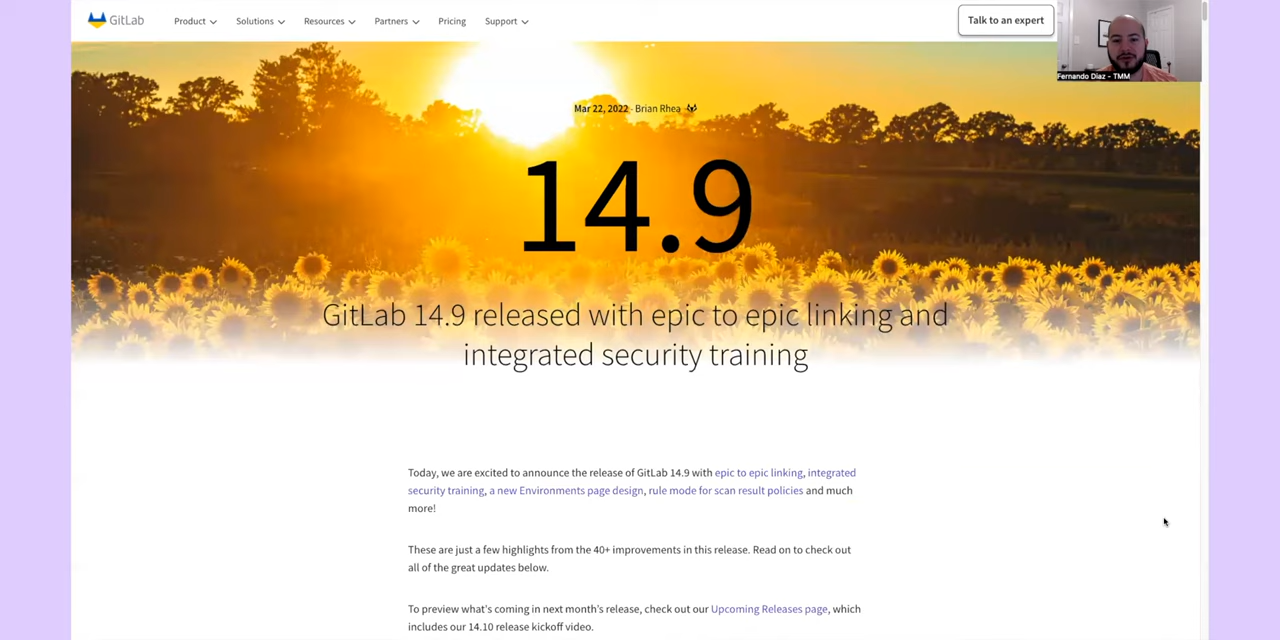 GitLab
Product
Solutions
Resources
Partners
Pricing
Support
Talk to an expert
Fernando Diaz - TMM
Mar 22, 2022 · Brian Rhea
14.9
GitLab 14.9 released with epic to epic linking and
integrated security training
Today, we are excited to announce the release of GitLab 14.9 with epic to epic linking, integrated
security training, a new Environments page design, rule mode for scan result policies and much
more!
These are just a few highlights from the 40+ improvements in this release. Read on to check out
all of the great updates below.
To preview what's coming in next month's release, check out our Upcoming Releases page, which
includes our 14.10 release kickoff video.